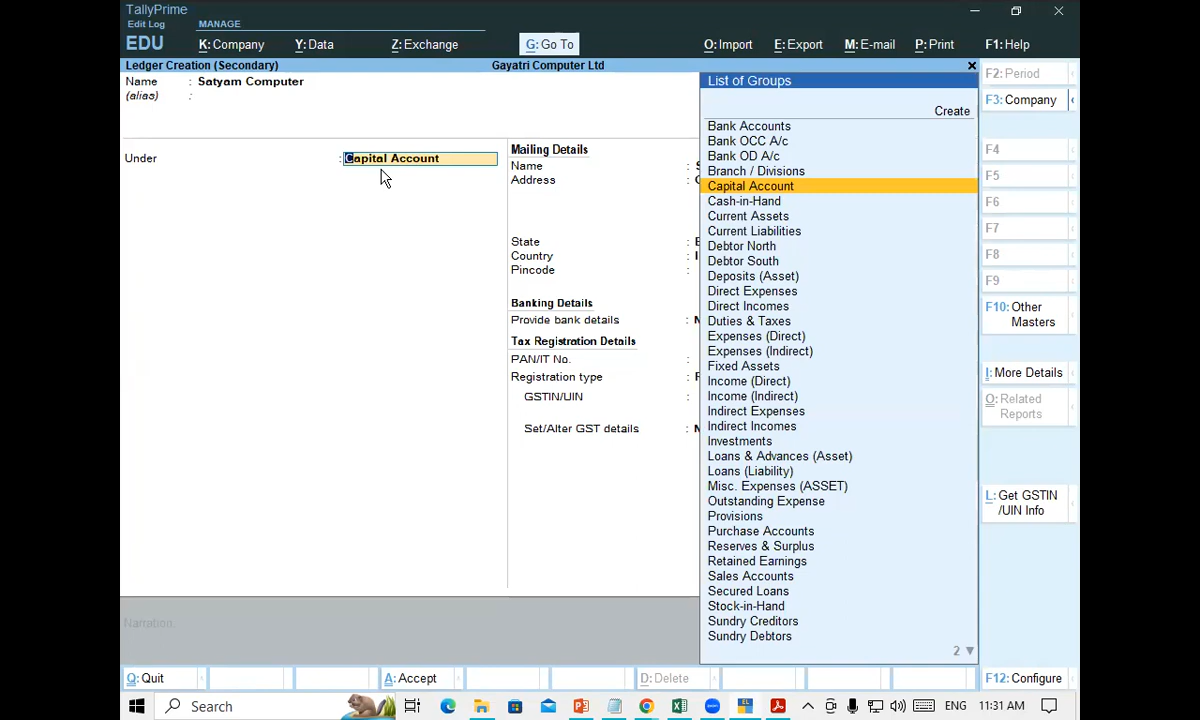 TallyPrime
Edit Log
MANAGE
EDU
K: Company
Y: Data
Z: Exchange
G: Go To
O: Import
E: Export
M: E-mail
P: Print
F1: Help
Ledger Creation (Secondary)
Gayatri Computer Ltd
Name : Satyam Computer
(alias) :
Under : Capital Account
Mailing Details
Name :
Address :
State :
Country :
Pincode :
Banking Details
Provide bank details :
Tax Registration Details
PAN/IT No. :
Registration type :
GSTIN/UIN :
Set/Alter GST details :
List of Groups
Create
Bank Accounts
Bank OCC A/c
Bank OD A/c
Branch / Divisions
Capital Account
Cash-in-Hand
Current Assets
Current Liabilities
Debtor North
Debtor South
Deposits (Asset)
Direct Expenses
Direct Incomes
Duties & Taxes
Expenses (Direct)
Expenses (Indirect)
Fixed Assets
Income (Direct)
Income (Indirect)
Indirect Expenses
Indirect Incomes
Investments
Loans & Advances (Asset)
Loans (Liability)
Misc. Expenses (ASSET)
Outstanding Expense
Provisions
Purchase Accounts
Reserves & Surplus
Retained Earnings
Sales Accounts
Secured Loans
Stock-in-Hand
Sundry Creditors
Sundry Debtors
2 ▼
F2: Period
F3: Company
F4
F5
F6
F7
F8
F9
F10: Other
Masters
I: More Details
O: Related
Reports
L: Get GSTIN
/UIN Info
F12: Configure
Narration:
Q: Quit
A: Accept
D: Delete
Search
ENG
11:31 AM